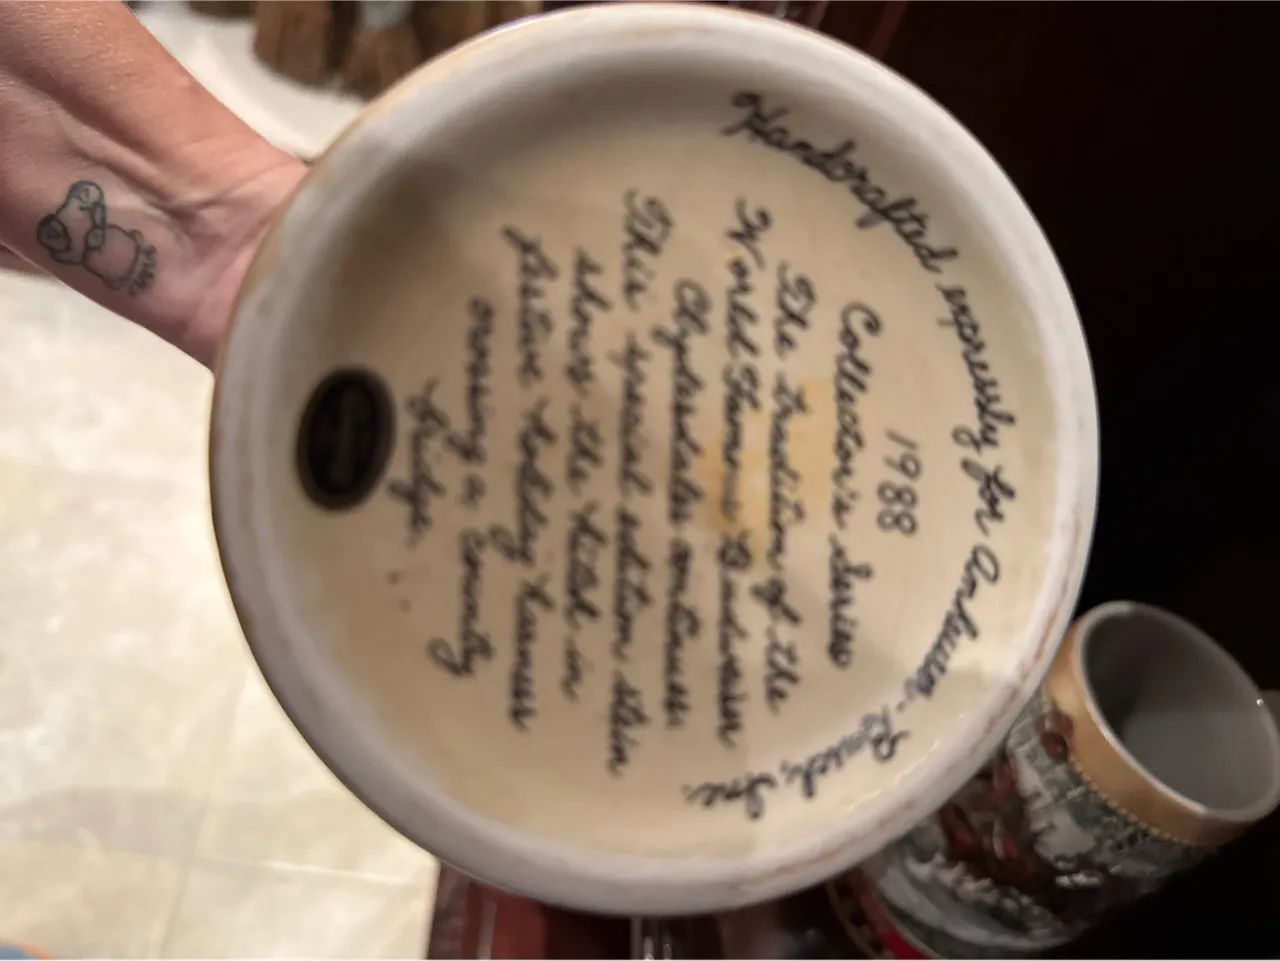 Handcrafted expressly for Anheuser-Busch, Inc.
1988
Collector's Series
The tradition of the
World Famous Budweiser
Clydesdales continues.
This special edition stein
shows the hitch in
festive holiday harness
crossing a country
bridge.